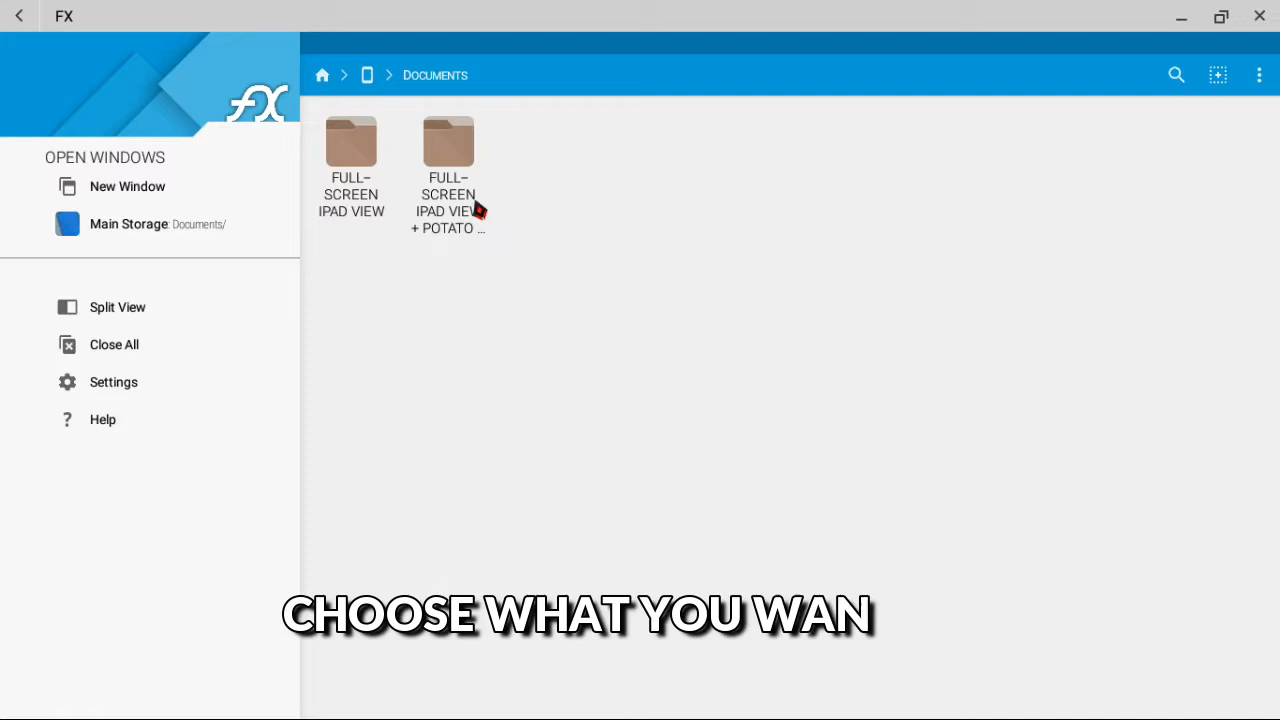 FX
FX
OPEN WINDOWS
New Window
Main Storage: Documents/
Split View
Close All
Settings
? Help
Documents
FULL-
SCREEN
IPAD VIEW
FULL-
SCREEN
IPAD VIEW
+ POTATO ...
CHOOSE WHAT YOU WAN